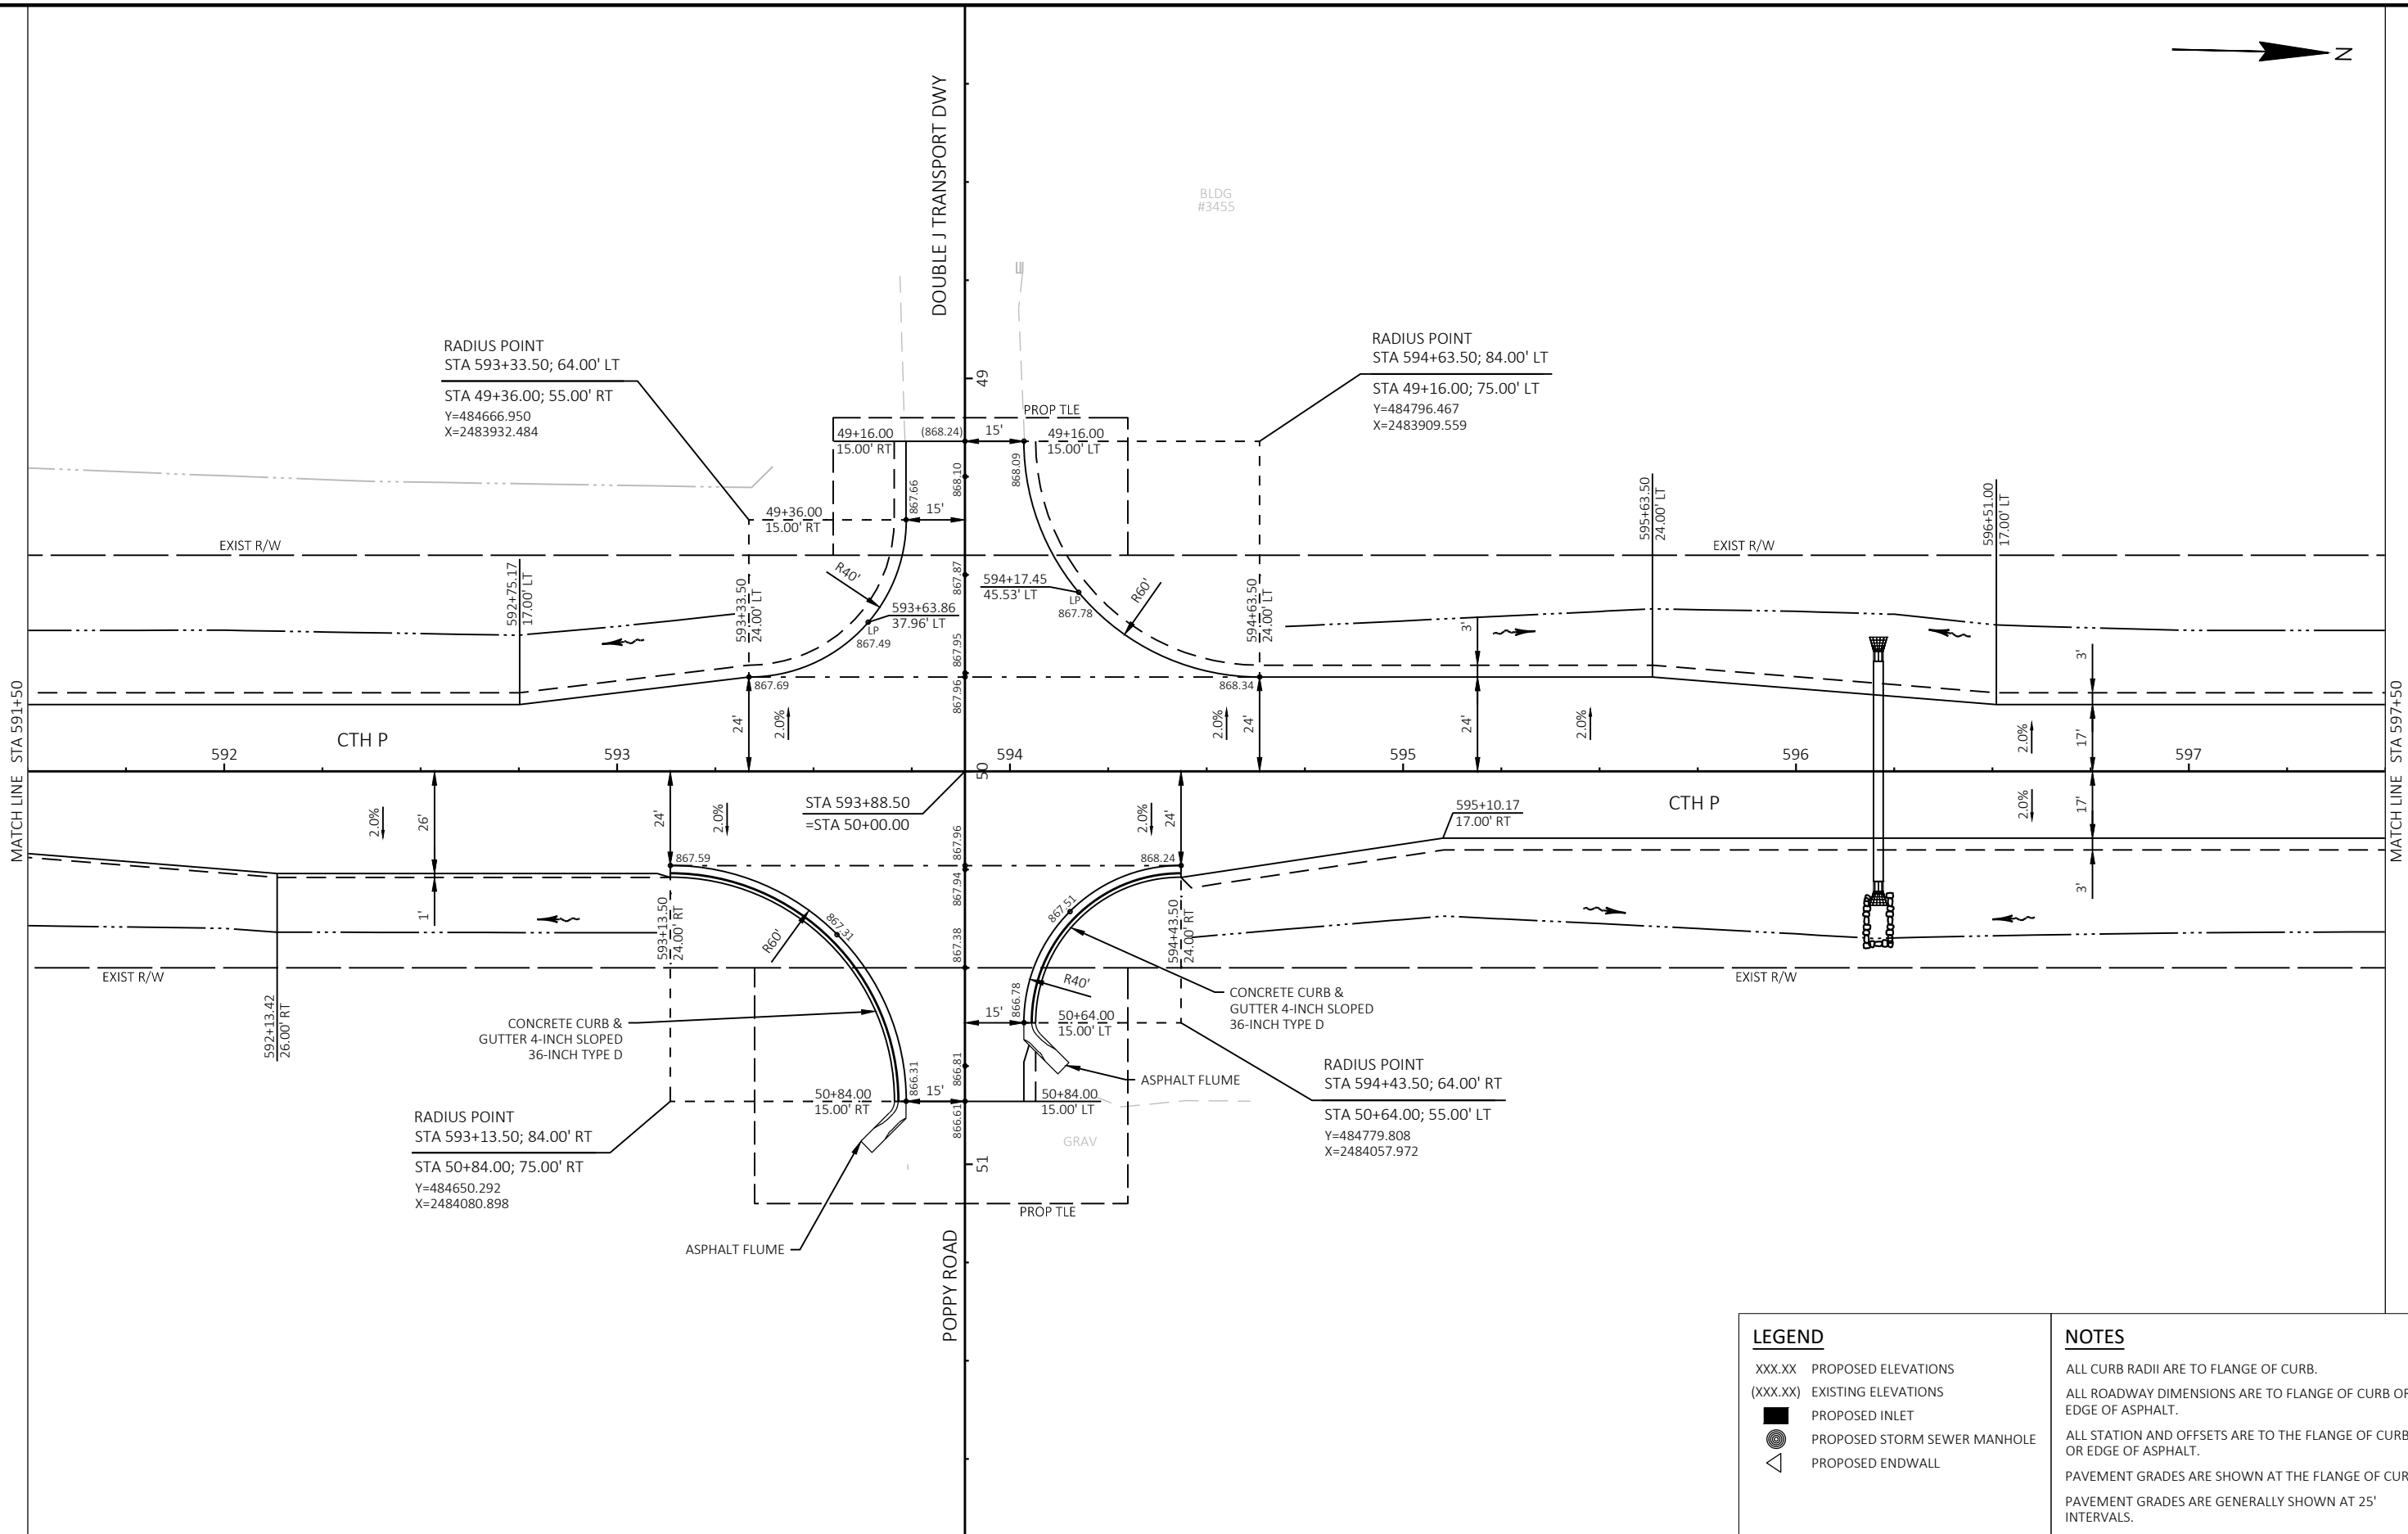 N
DOUBLE J TRANSPORT DWY
BLDG
#3455
RADIUS POINT
STA 593+33.50; 64.00' LT
STA 49+36.00; 55.00' RT
Y=484666.950
X=2483932.484
RADIUS POINT
STA 594+63.50; 84.00' LT
STA 49+16.00; 75.00' LT
Y=484796.467
X=2483909.559
49
PROP TLE
49+16.00
15.00' RT
(868.24)
15'
49+16.00
15.00' LT
868.10
868.09
867.66
49+36.00
15.00' RT
15'
EXIST R/W
EXIST R/W
595+63.50
24.00' LT
596+51.00
17.00' LT
592+75.17
17.00' LT
593+33.50
24.00' LT
R40'
867.87
594+17.45
45.53' LT
LP
867.78
R60'
594+63.50
24.00' LT
593+63.86
37.96' LT
LP
867.49
867.95
3'
3'
867.69
867.96
868.34
24'
2.0%
2.0%
24'
24'
2.0%
2.0%
17'
MATCH LINE   STA 591+50
MATCH LINE   STA 597+50
CTH P
592
593
594
595
596
597
50
STA 593+88.50
=STA 50+00.00
2.0%
26'
24'
2.0%
2.0%
24'
595+10.17
17.00' RT
CTH P
2.0%
17'
867.59
867.96
868.24
867.94
1'
3'
593+13.50
24.00' RT
R60'
867.31
867.38
867.51
594+43.50
24.00' RT
EXIST R/W
EXIST R/W
R40'
866.78
592+13.42
26.00' RT
CONCRETE CURB &
GUTTER 4-INCH SLOPED
36-INCH TYPE D
15'
50+64.00
15.00' LT
CONCRETE CURB &
GUTTER 4-INCH SLOPED
36-INCH TYPE D
866.81
866.31
ASPHALT FLUME
50+84.00
15.00' RT
15'
866.61
50+84.00
15.00' LT
RADIUS POINT
STA 594+43.50; 64.00' RT
STA 50+64.00; 55.00' LT
Y=484779.808
X=2484057.972
RADIUS POINT
STA 593+13.50; 84.00' RT
STA 50+84.00; 75.00' RT
Y=484650.292
X=2484080.898
GRAV
51
PROP TLE
ASPHALT FLUME
POPPY ROAD
LEGEND
XXX.XX PROPOSED ELEVATIONS
(XXX.XX) EXISTING ELEVATIONS
PROPOSED INLET
PROPOSED STORM SEWER MANHOLE
PROPOSED ENDWALL
NOTES
ALL CURB RADII ARE TO FLANGE OF CURB.
ALL ROADWAY DIMENSIONS ARE TO FLANGE OF CURB
EDGE OF ASPHALT.
ALL STATION AND OFFSETS ARE TO THE FLANGE OF CURB
OR EDGE OF ASPHALT.
PAVEMENT GRADES ARE SHOWN AT THE FLANGE OF
PAVEMENT GRADES ARE GENERALLY SHOWN AT 25'
INTERVALS.